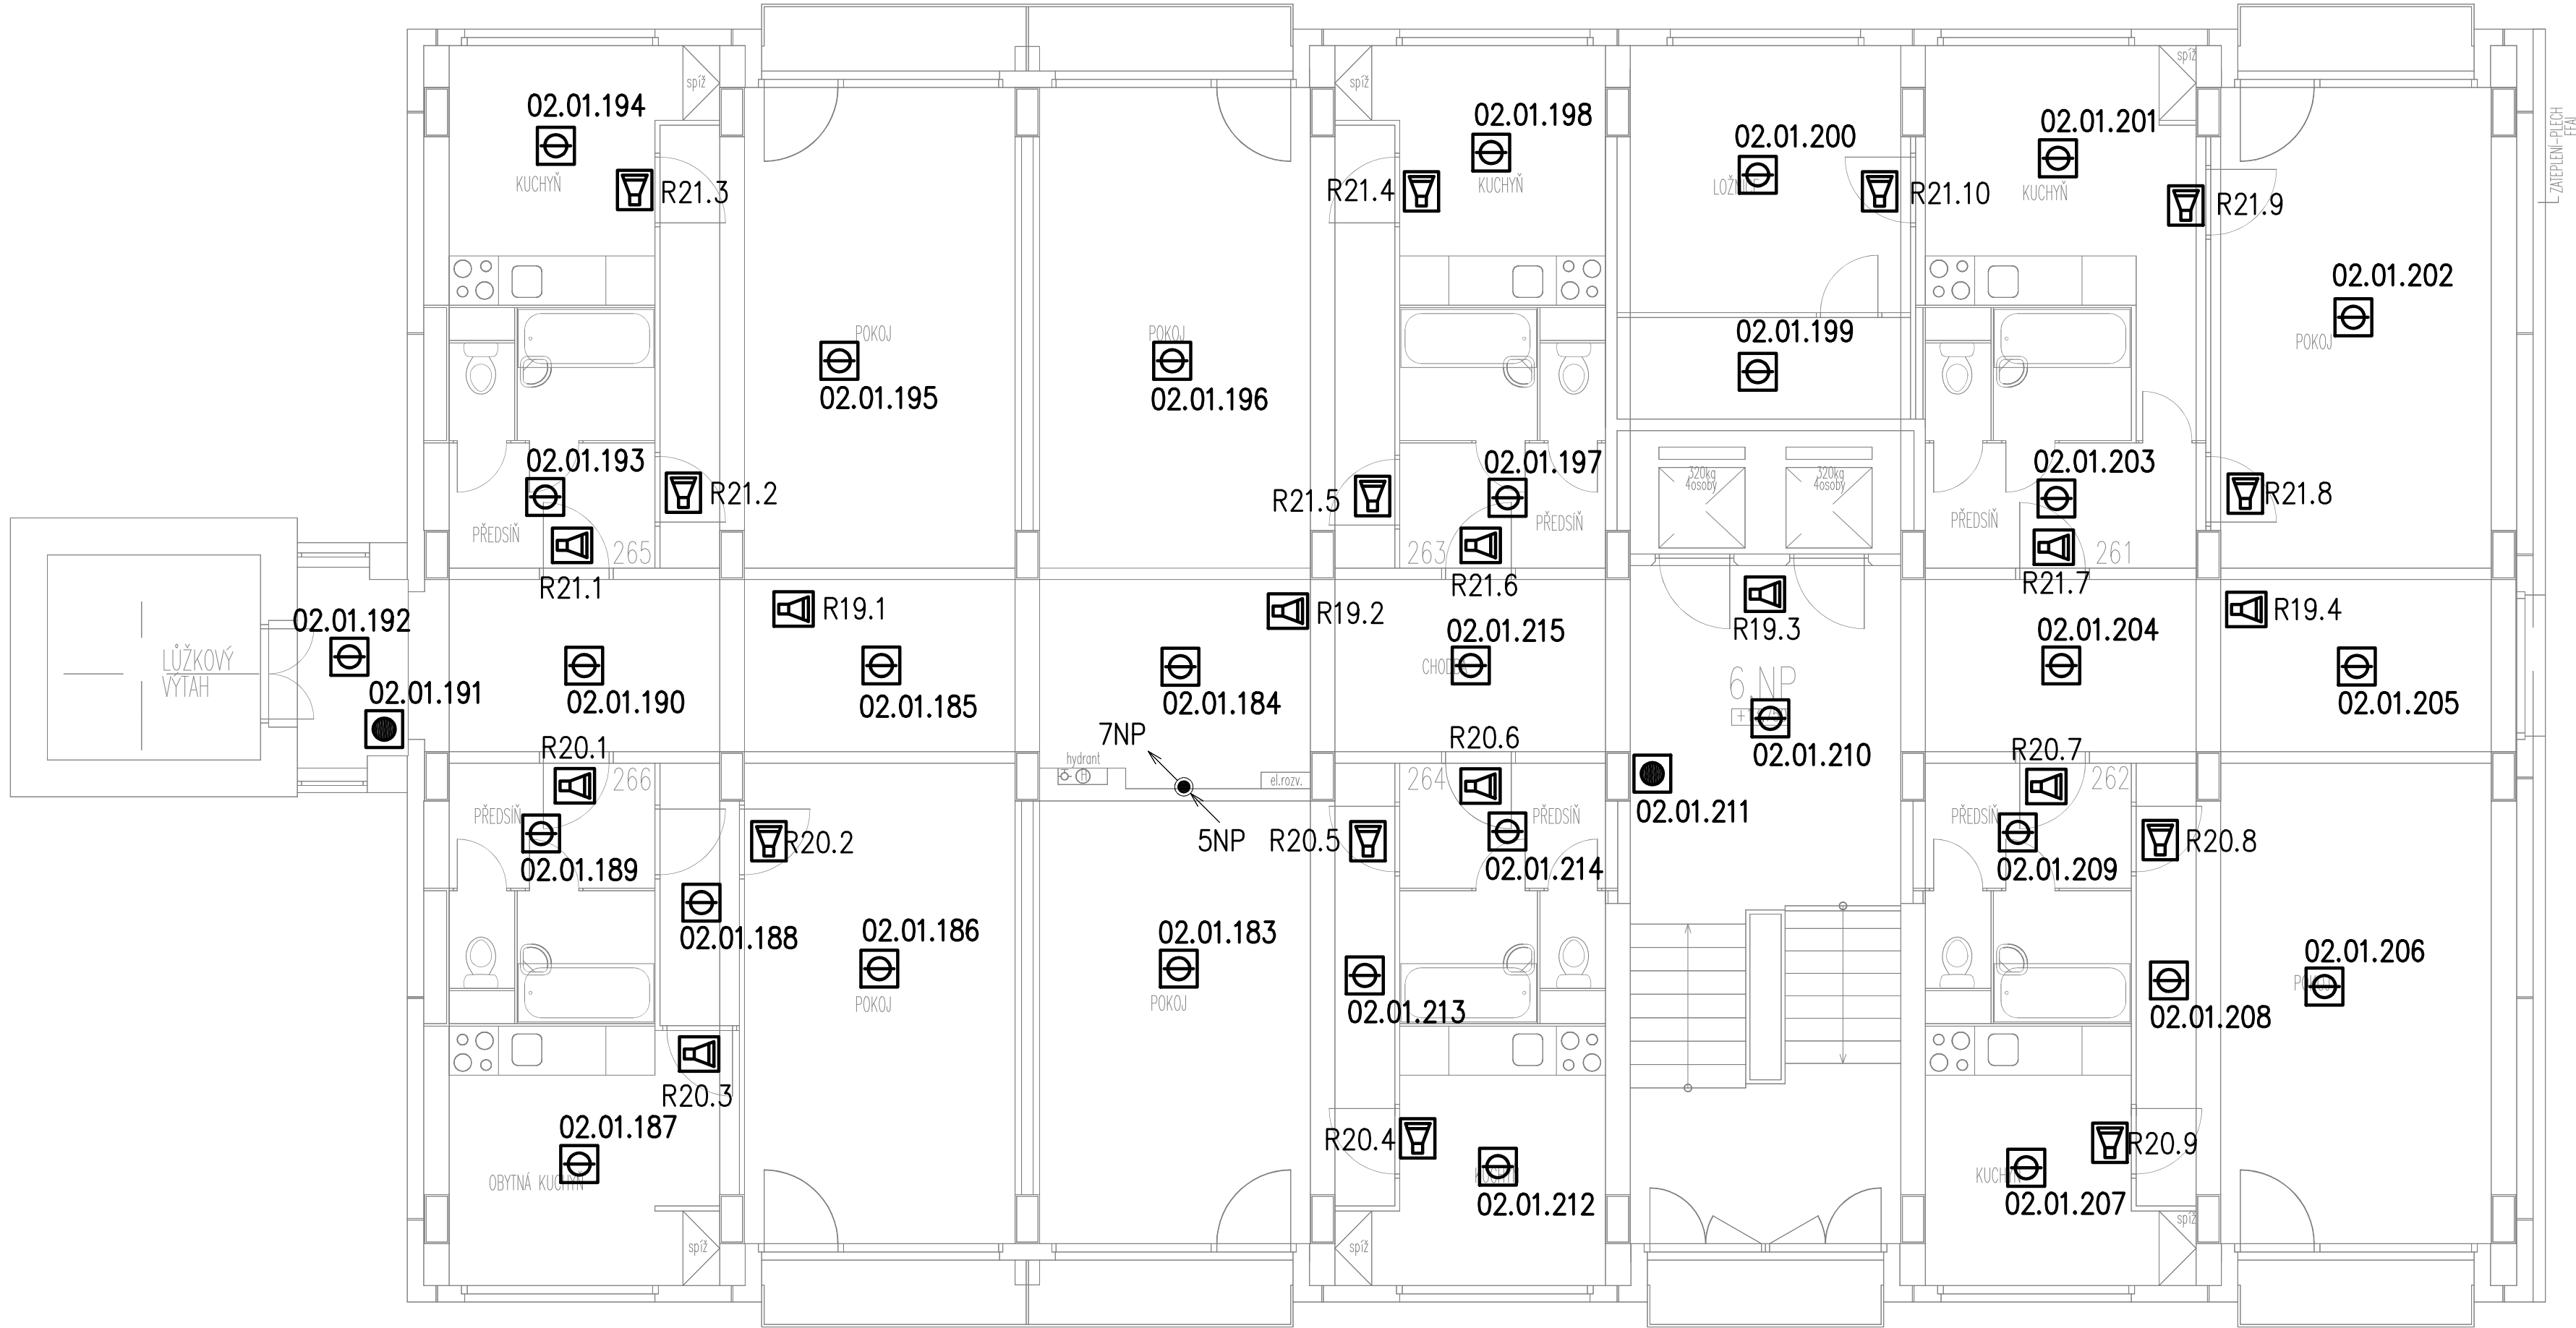 spíž
spíž
spíž
02.01.194
02.01.198
02.01.200
02.01.201
ZATEPLENÍ-PLECH
KUCHYŇ
R21.3
R21.4
KUCHYŇ
R21.10
KUCHYŇ
R21.9
02.01.202
POKOJ
POKOJ
02.01.199
POKOJ
02.01.195
02.01.196
02.01.193
R21.2
R21.5
02.01.197
320kg
4osoby
320kg
4osoby
02.01.203
R21.8
PŘEDSÍŇ
265
263
PŘEDSÍŇ
PŘEDSÍŇ
261
R21.1
R21.6
R21.7
02.01.192
R19.1
R19.2
02.01.215
R19.3
02.01.204
R19.4
LŮŽKOVÝ
VÝTAH
02.01.191
02.01.190
02.01.185
02.01.184
6.NP
02.01.205
R20.1
7NP
R20.6
02.01.210
R20.7
hydrant
H
el.rozv.
266
264
262
PŘEDSÍŇ
02.01.189
R20.2
5NP
R20.5
PŘEDSÍŇ
02.01.214
02.01.211
PŘEDSÍŇ
02.01.209
R20.8
02.01.188
02.01.186
02.01.183
02.01.206
POKOJ
POKOJ
02.01.213
02.01.208
R20.3
02.01.187
R20.4
R20.9
OBYTNÁ KUCHYŇ
02.01.212
KUCHYŇ
02.01.207
spíž
spíž
spíž